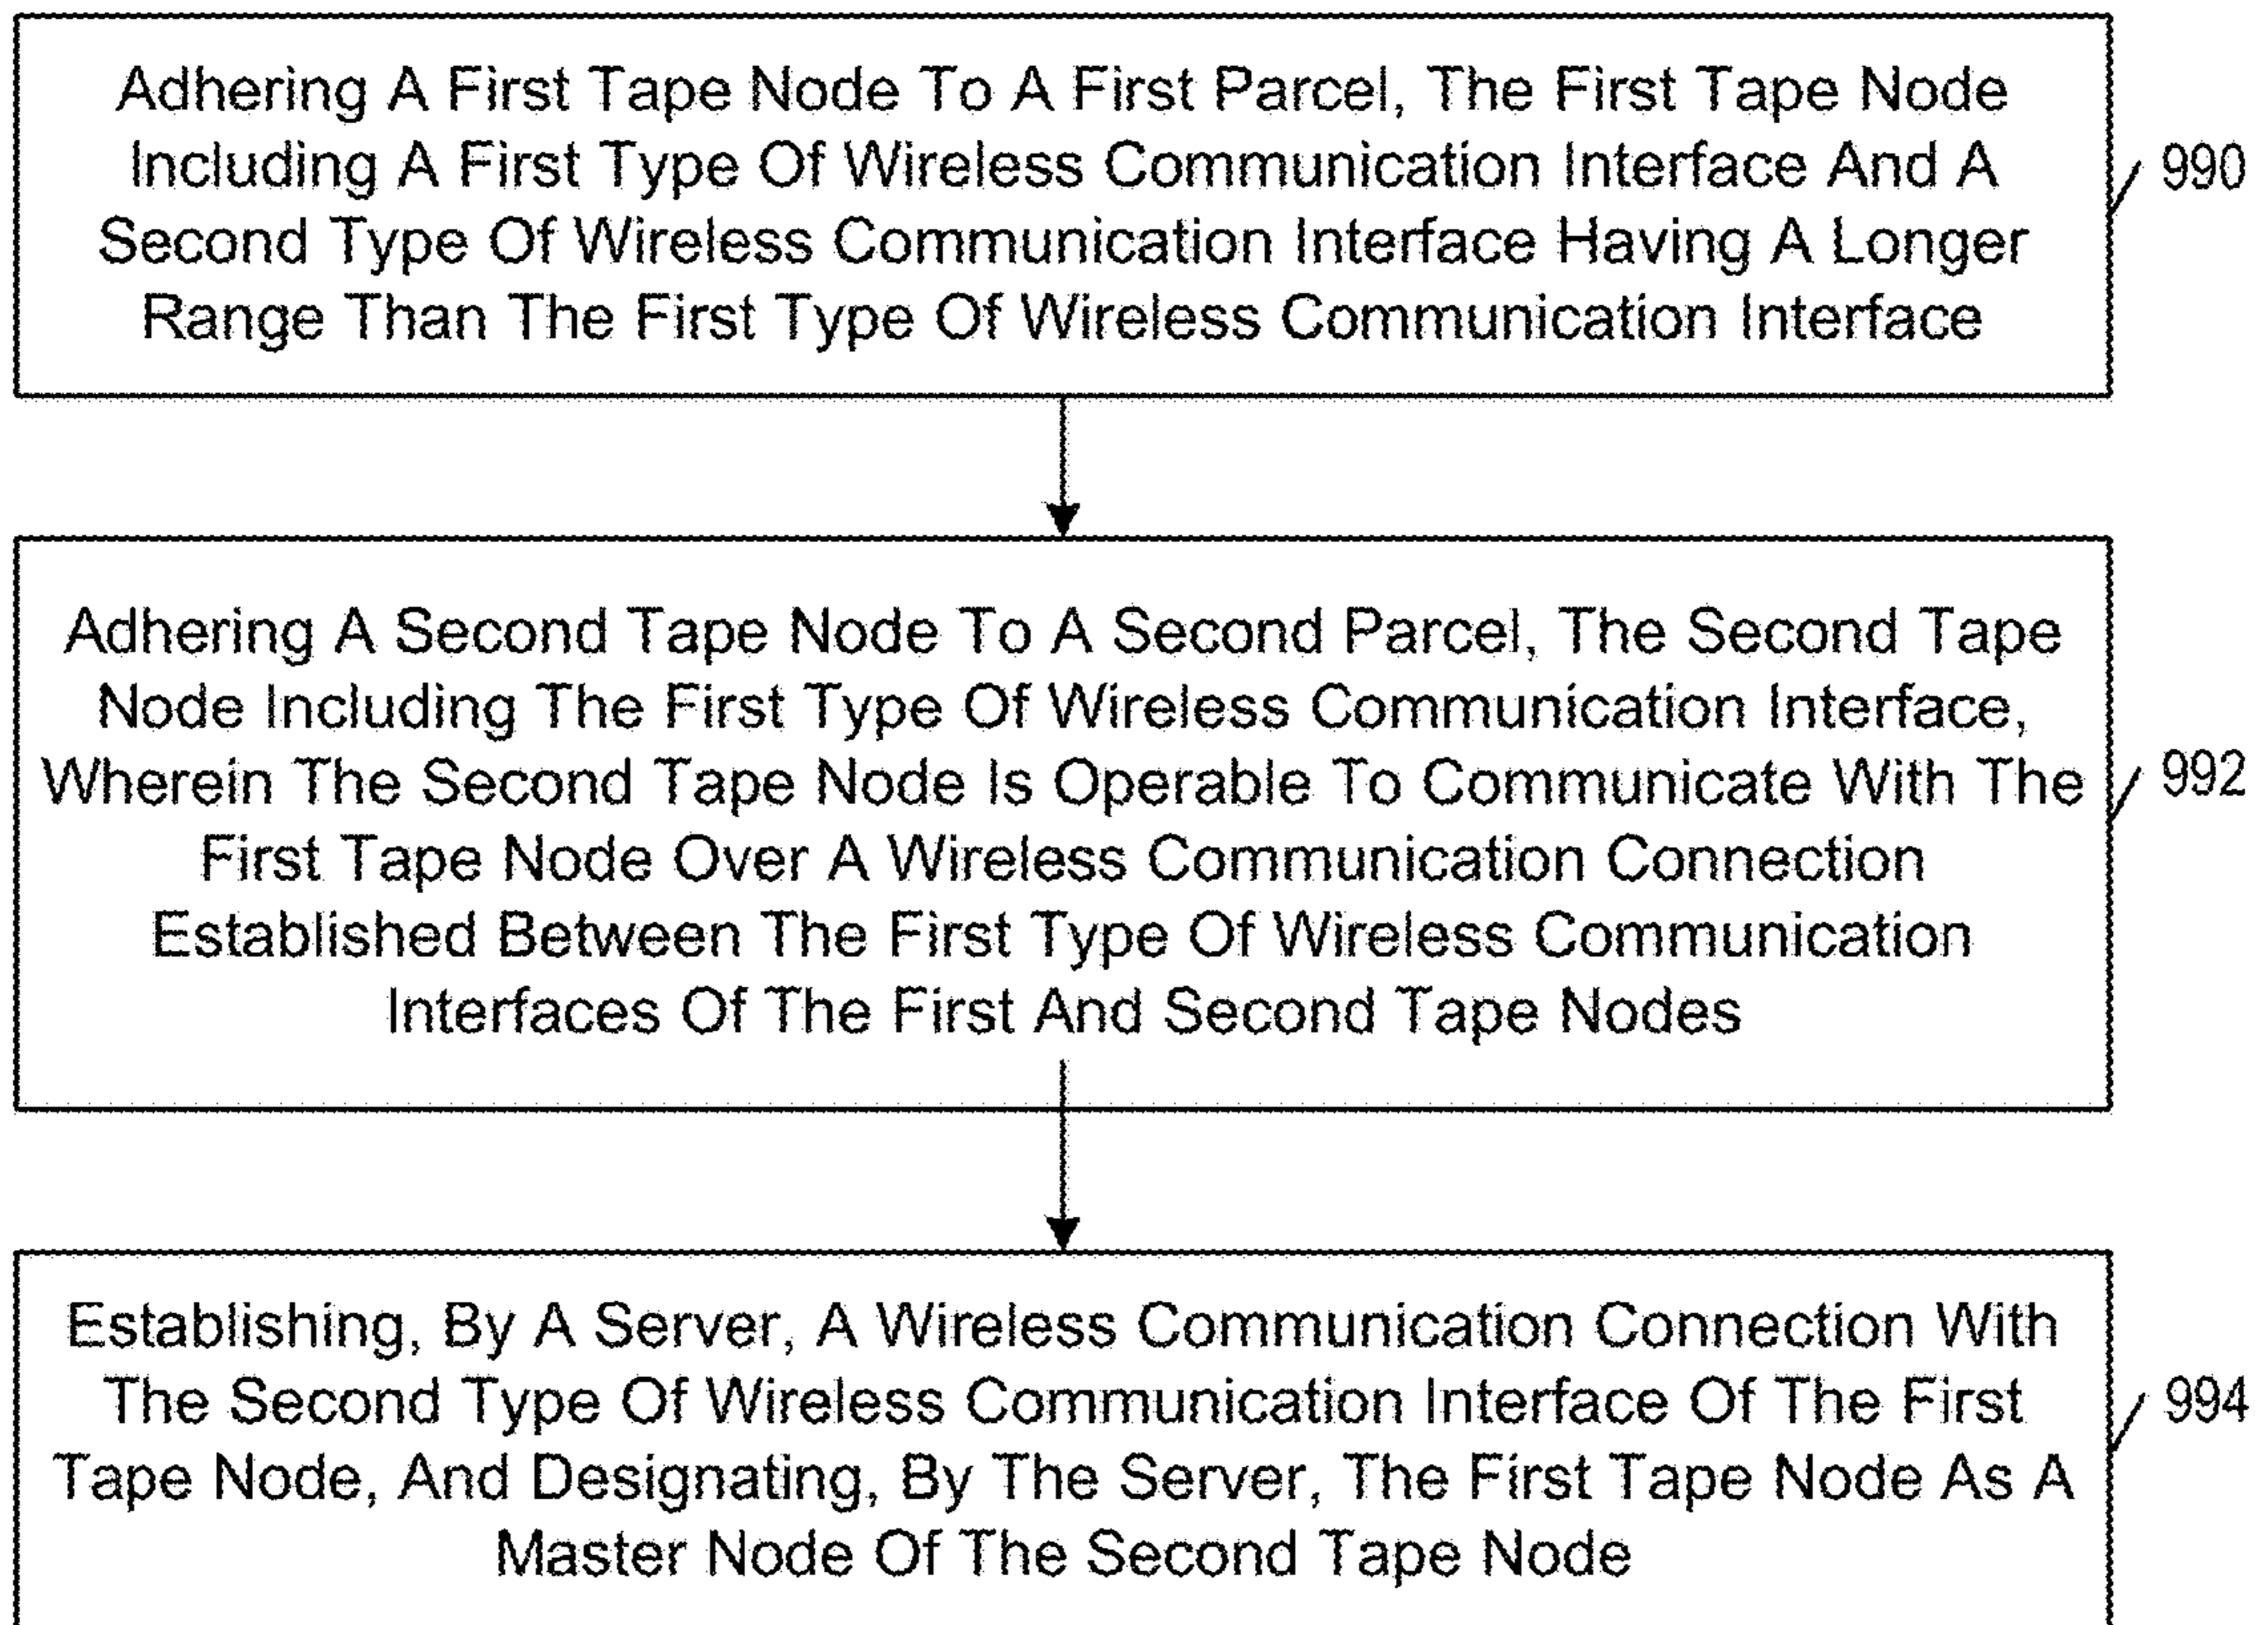 Adhering A First Tape Node To A First Parcel, The First Tape Node
Including A First Type Of Wireless Communication Interface And A
Second Type Of Wireless Communication Interface Having A Longer
Range Than The First Type Of Wireless Communication Interface
990
Adhering A Second Tape Node To A Second Parcel, The Second Tape
Node Including The First Type Of Wireless Communication Interface,
Wherein The Second Tape Node Is Operable To Communicate With The
First Tape Node Over A Wireless Communication Connection
Established Between The First Type Of Wireless Communication
Interfaces Of The First And Second Tape Nodes
992
Establishing, By A Server, A Wireless Communication Connection With
The Second Type Of Wireless Communication Interface Of The First
Tape Node, And Designating, By The Server, The First Tape Node As A
Master Node Of The Second Tape Node
994